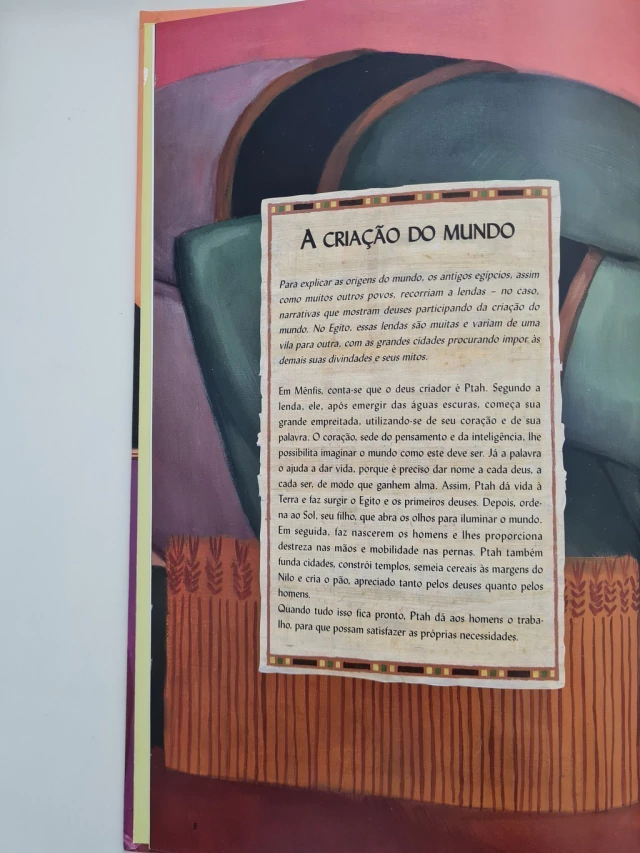 A CRIAÇÃO DO MUNDO
Para explicar as origens do mundo, os antigos egípcios, assim
como muitos outros povos, recorriam a lendas – no caso,
narrativas que mostram deuses participando da criação do
mundo. No Egito, essas lendas são muitas e variam de uma
vila para outra, com as grandes cidades procurando impor às
demais suas divindades e seus mitos.
Em Mênfis, conta-se que o deus criador é Ptah. Segundo a
lenda, ele, após emergir das águas escuras, começa sua
grande empreitada, utilizando-se de seu coração e de sua
palavra. O coração, sede do pensamento e da inteligência, lhe
possibilita imaginar o mundo como este deve ser. Já a palavra
o ajuda a dar vida, porque é preciso dar nome a cada deus, a
cada ser, de modo que ganhem alma. Assim, Ptah dá vida à
Terra e faz surgir o Egito e os primeiros deuses. Depois, orde-
na ao Sol, seu filho, que abra os olhos para iluminar o mundo.
Em seguida, faz nascerem os homens e lhes proporciona
destreza nas mãos e mobilidade nas pernas. Ptah também
funda cidades, constrói templos, semeia cereais às margens do
Nilo e cria o pão, apreciado tanto pelos deuses quanto pelos
homens.
Quando tudo isso fica pronto, Ptah dá aos homens o traba-
lho, para que possam satisfazer as próprias necessidades.